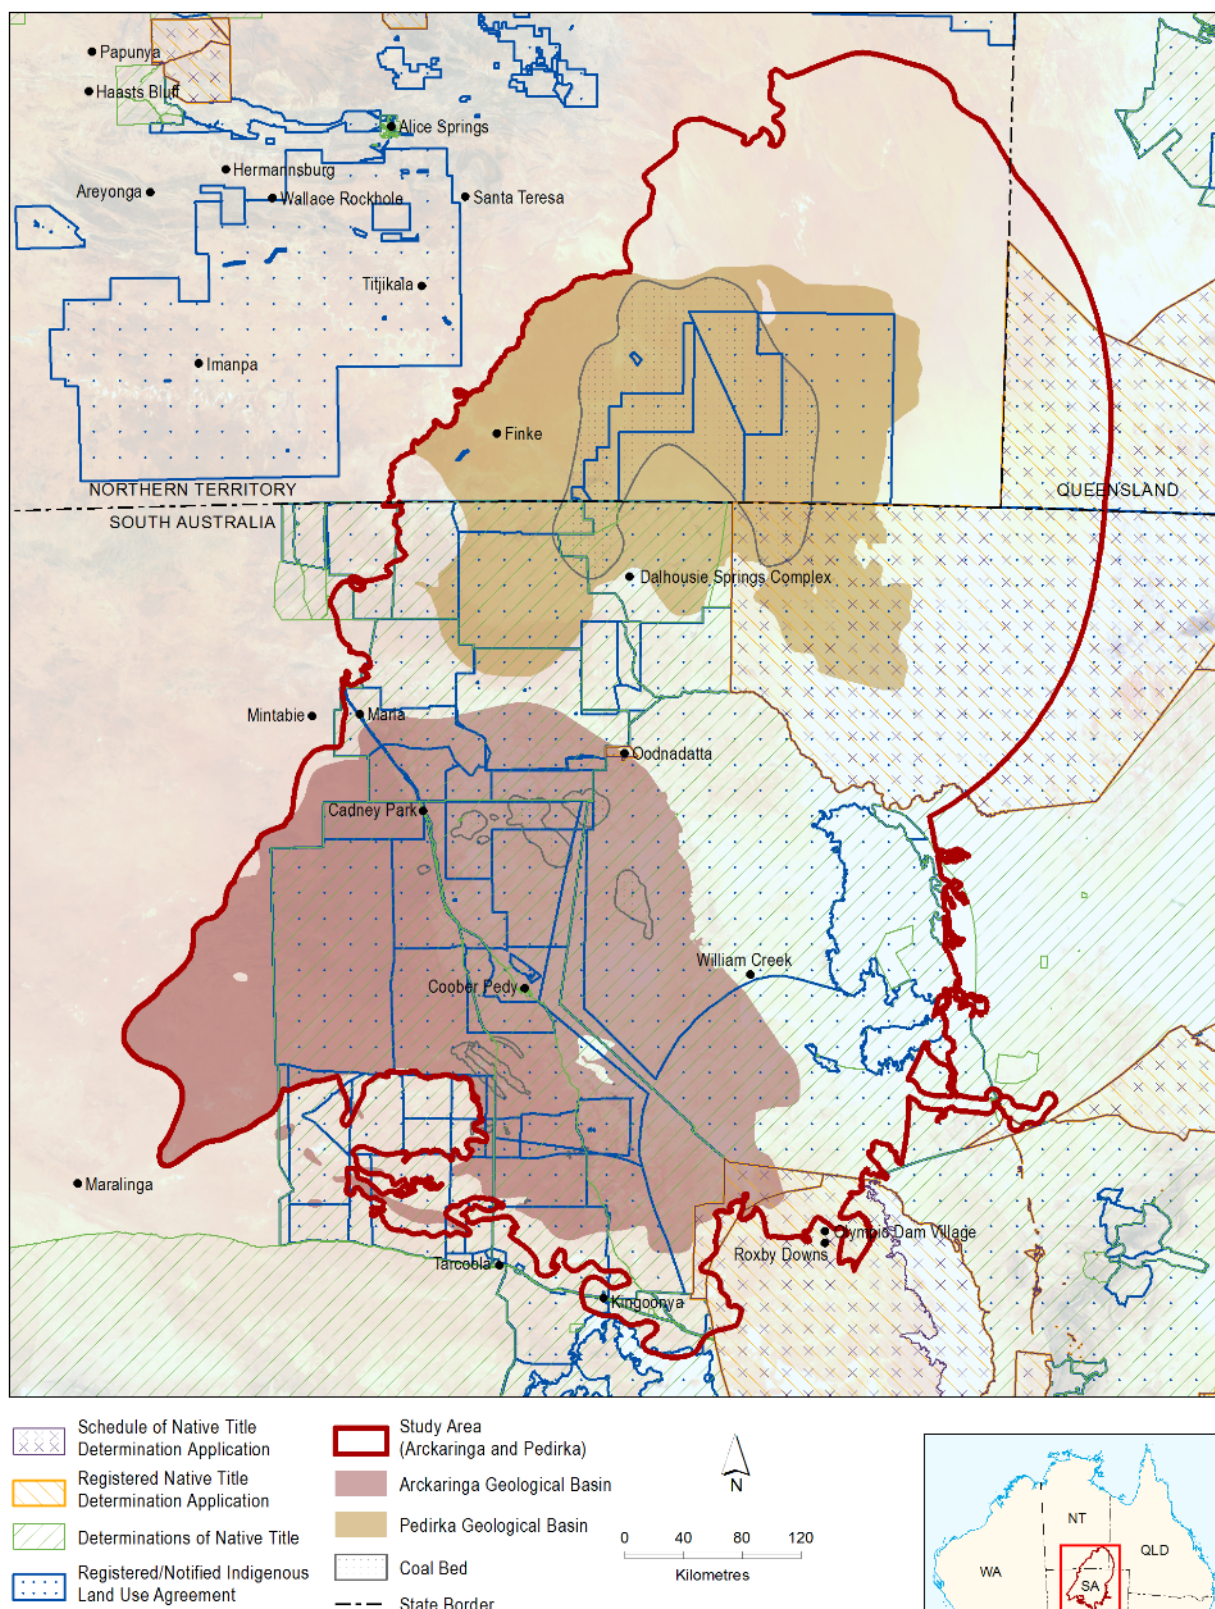 Papunya
Haasts Bluff
Alice Springs
Hermannsburg
Areyonga
Wallace Rockhole
Santa Teresa
Titjikala
Imanpa
Finke
NORTHERN TERRITORY
QUEENSLAND
SOUTH AUSTRALIA
Dalhousie Springs Complex
Mintabie
Marla
Oodnadatta
Cadney Park
William Creek
Coober Pedy
Maralinga
Olympic Dam Village
Roxby Downs
Tarcoola
Kingoonya
Schedule of Native Title
Determination Application
Registered Native Title
Determination Application
Determinations of Native Title
Registered/Notified Indigenous
Land Use Agreement
Study Area
(Arckaringa and Pedirka)
Arckaringa Geological Basin
Pedirka Geological Basin
Coal Bed
State Border
N
0 40 80 120
Kilometres
NT
QLD
WA
SA